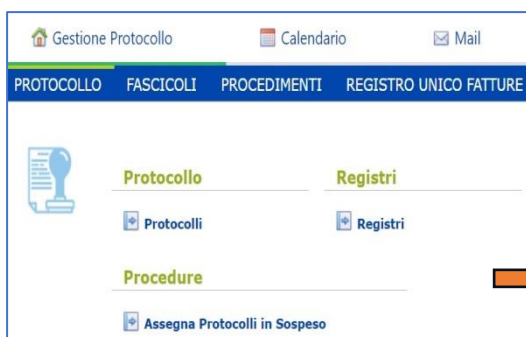 Gestione Protocollo Calendario Mail
PROTOCOLLO FASCICOLI PROCEDIMENTI REGISTRO UNICO FATTURE
Protocollo Registri
Protocolli Registri
Procedure
Assegna Protocolli in Sospeso